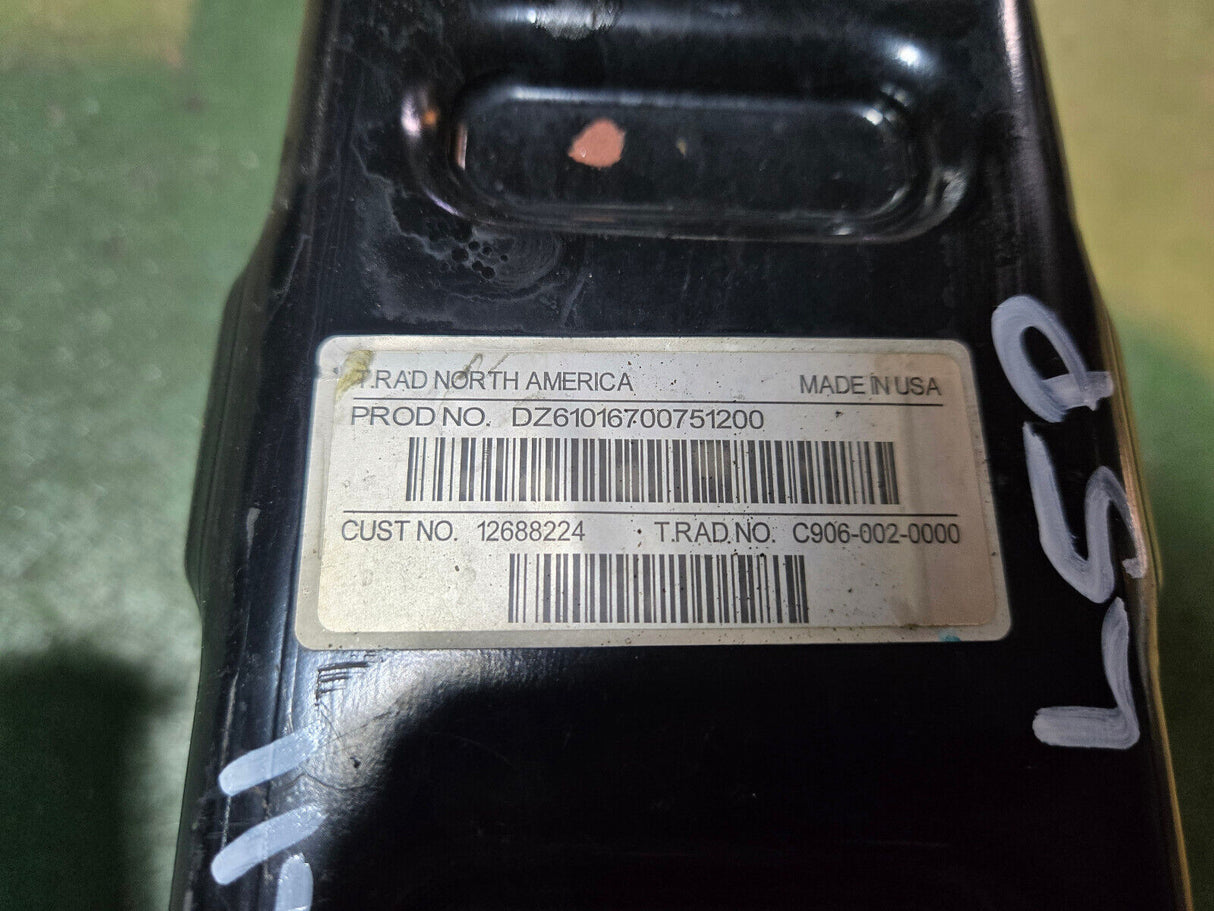 T.RAD NORTH AMERICA MADE IN USA
PROD NO. DZ61016700751200
CUST NO. 12688224 T.RAD.NO. C906-002-0000
LSP